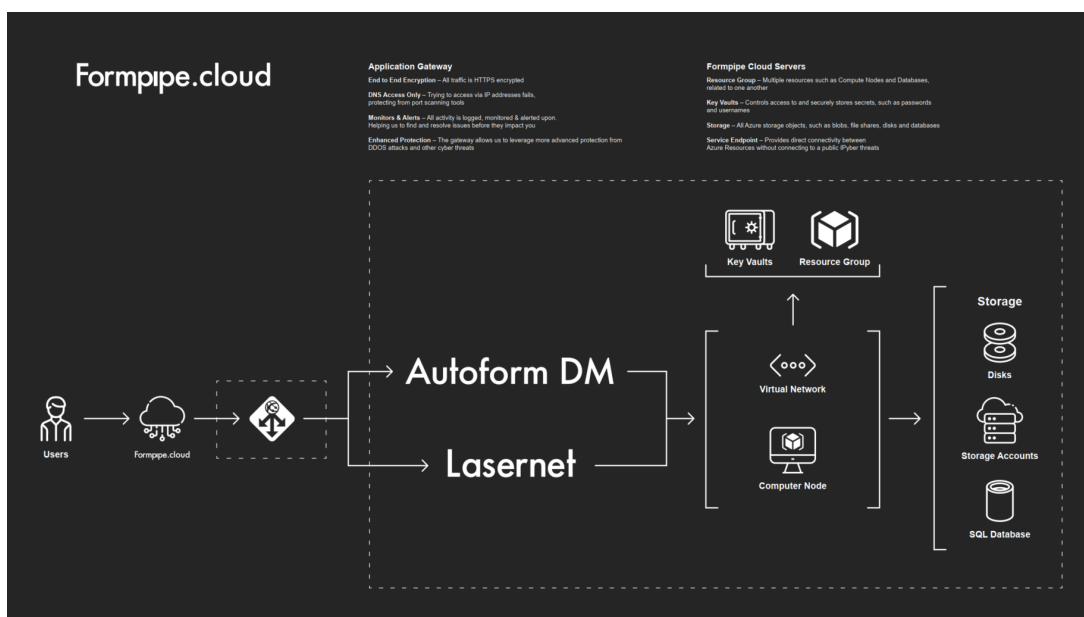 Formpipe.cloud
Application Gateway
End to End Encryption – All traffic is HTTPS encrypted
DNS Access Only – Trying to access via IP addresses fails,
protecting from port scanning tools
Monitors & Alerts – All activity is logged, monitored & alerted upon.
Helping us to find and resolve issues before they impact you
Enhanced Protection – The gateway allows us to leverage more advanced protection from
DDOS attacks and other cyber threats
Formpipe Cloud Servers
Resource Group – Multiple resources such as Compute Nodes and Databases,
related to one another
Key Vaults – Controls access to and securely stores secrets, such as passwords
and usernames
Storage – All Azure storage objects, such as blobs, file shares, disks and databases
Service Endpoint – Provides direct connectivity between
Azure Resources without connecting to a public IPyber threats
Key Vaults
Resource Group
Storage
Disks
Storage Accounts
SQL Database
Virtual Network
Computer Node
Autoform DM
Lasernet
Users
Formpipe.cloud